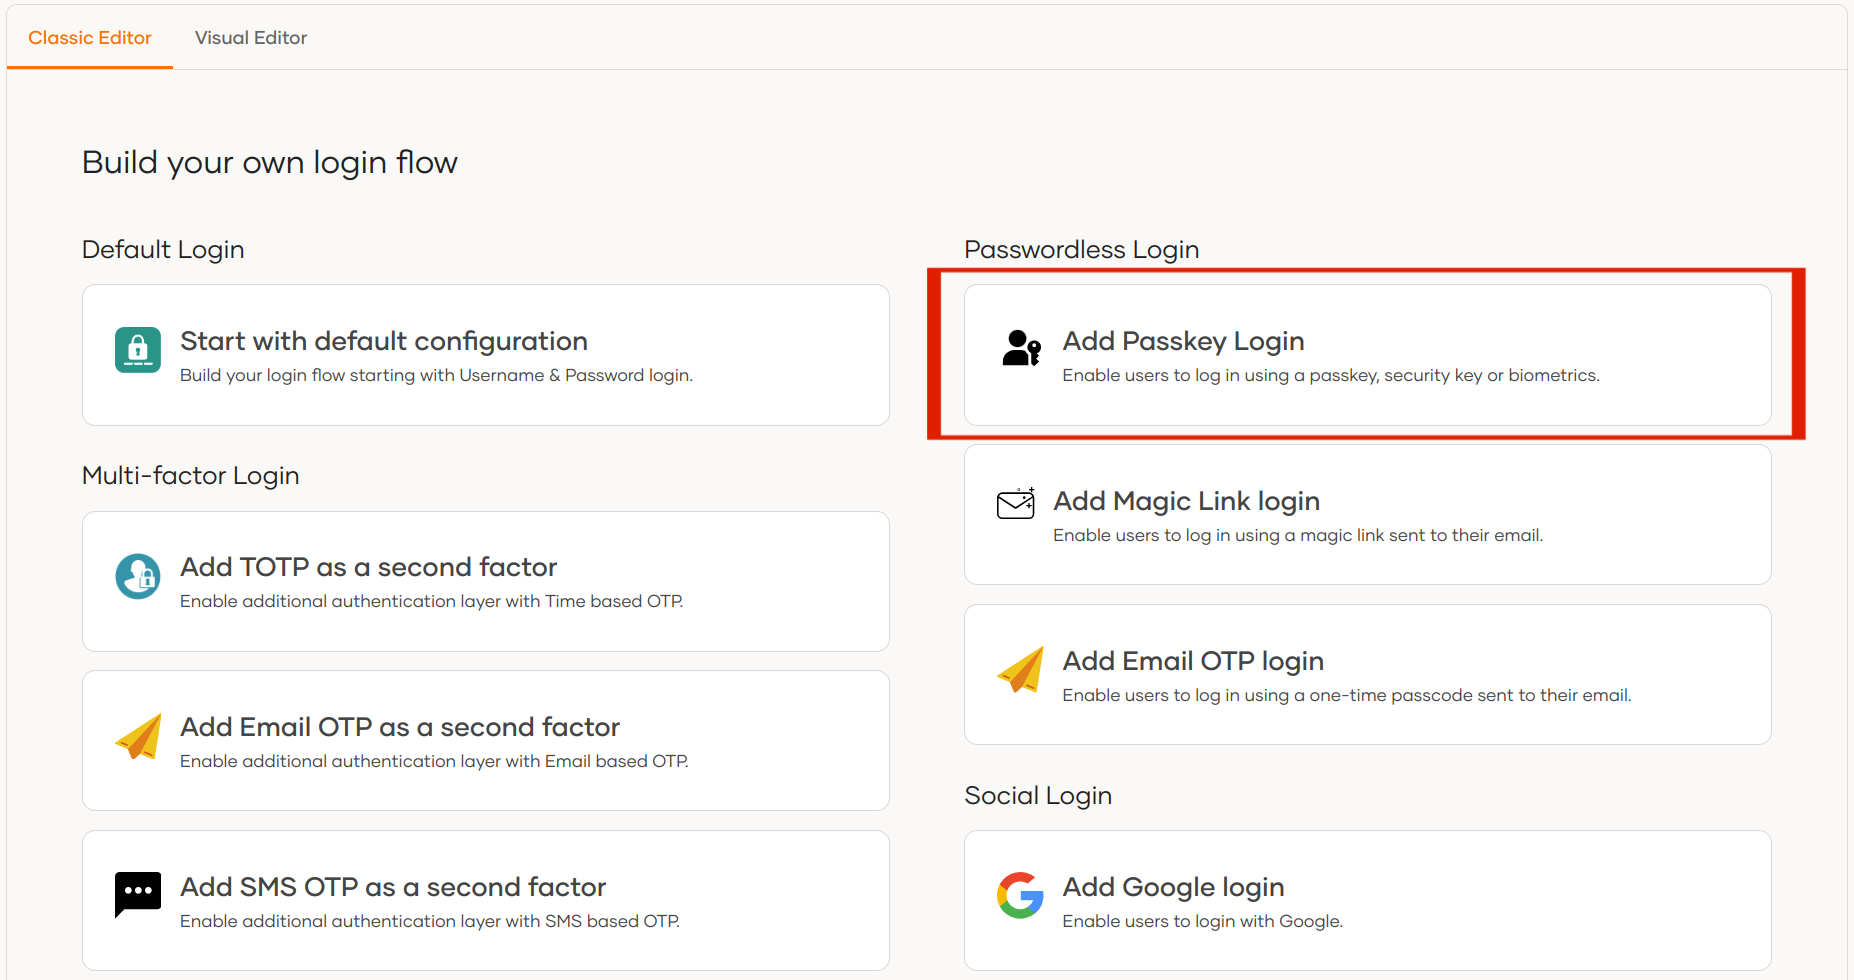 Classic Editor
Visual Editor
Build your own login flow
Default Login
Start with default configuration
Build your login flow starting with Username & Password login.
Multi-factor Login
Add TOTP as a second factor
Enable additional authentication layer with Time based OTP.
Add Email OTP as a second factor
Enable additional authentication layer with Email based OTP.
Add SMS OTP as a second factor
Enable additional authentication layer with SMS based OTP.
Passwordless Login
Add Passkey Login
Enable users to log in using a passkey, security key or biometrics.
Add Magic Link login
Enable users to log in using a magic link sent to their email.
Add Email OTP login
Enable users to log in using a one-time passcode sent to their email.
Social Login
Add Google login
Enable users to login with Google.